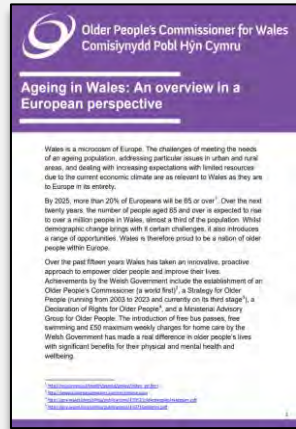 Older People's Commissioner for Wales
Comisiynydd Pobl Hŷn Cymru
Ageing in Wales: An overview in a
European perspective
Wales is a microcosm of Europe. The challenges of meeting the needs
of an ageing population, addressing particular issues in urban and rural
areas, and dealing with increasing expectations with limited resources
due to the current economic climate are as relevant to Wales as they are
to Europe in its entirety.
By 2025, more than 20% of Europeans will be 65 or over¹. Over the next
twenty years, the number of people aged 65 and over is expected to rise
to over a million people in Wales, almost a third of the population. Whilst
demographic change brings with it certain challenges, it also introduces
a range of opportunities. Wales is therefore proud to be a nation of older
people within Europe.
Over the past fifteen years Wales has taken an innovative, proactive
approach to empower older people and improve their lives.
Achievements by the Welsh Government include the establishment of an
Older People's Commissioner (a world first)², a Strategy for Older
People (running from 2003 to 2023 and currently on its third stage³), a
Declaration of Rights for Older People⁴, and a Ministerial Advisory
Group for Older People. The introduction of free bus passes, free
swimming and £50 maximum weekly charges for home care by the
Welsh Government has made a real difference in older people's lives
with significant benefits for their physical and mental health and
wellbeing.